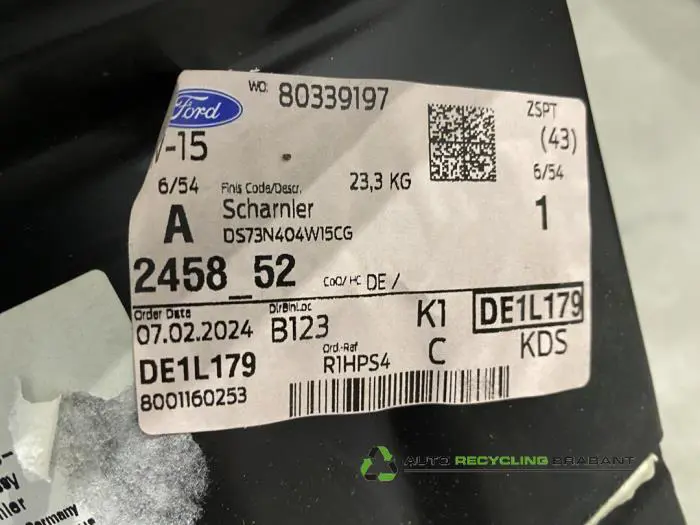 Ford
WO: 80339197
ZSPT
-15
(43)
6/54
Finis Code/Descr.
23,3 KG
6/54
A
Scharnier
1
DS73N404W15CG
2458_52
CoO/HC DE /
Order Date
DirBinLoc
K1
DE1L179
07.02.2024
B123
DE1L179
Ord.-Ref
R1HPS4
C
KDS
8001160253
AUTO RECYCLING BRABANT
Germany